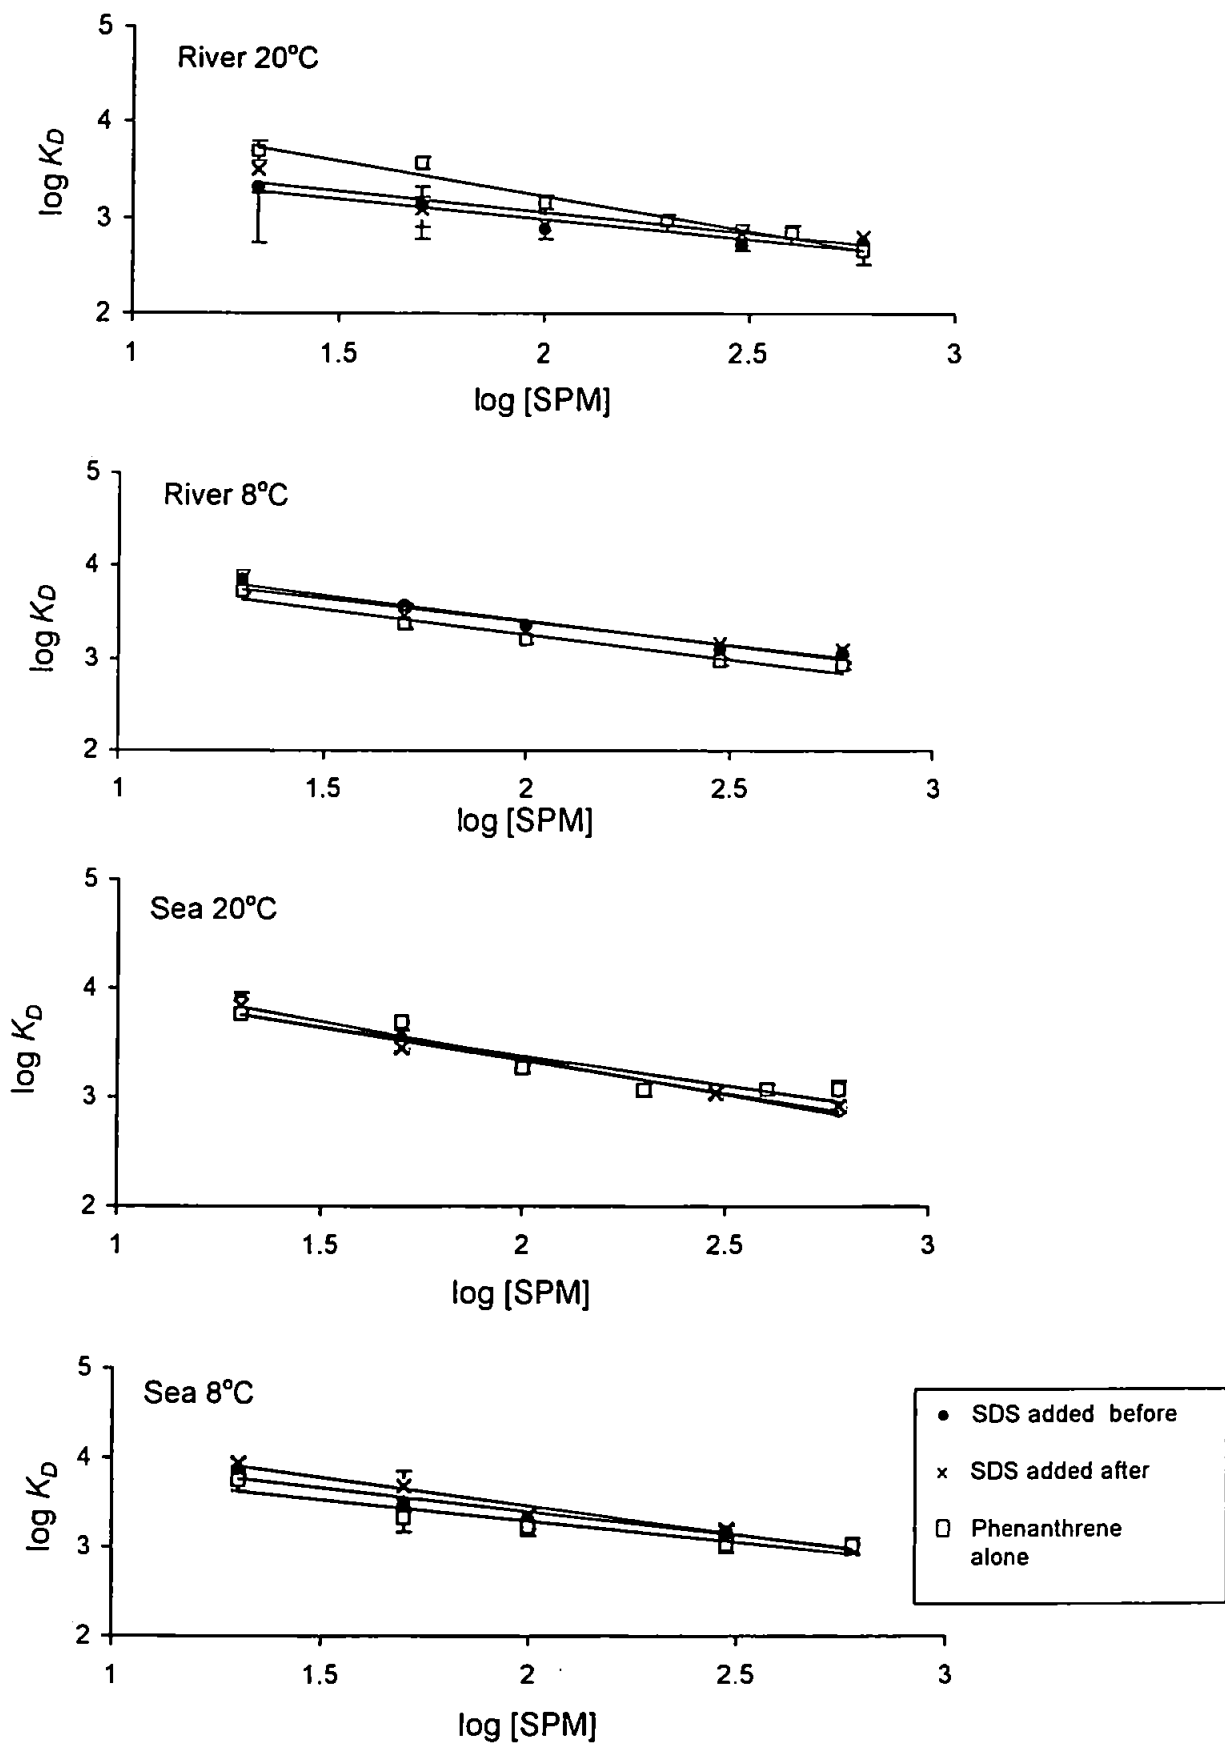 River 20°C
5
4
3
2
log K_D
1 1.5 2 2.5 3
log [SPM]
River 8°C
5
4
3
2
log K_D
1 1.5 2 2.5 3
log [SPM]
Sea 20°C
5
4
3
2
log K_D
1 1.5 2 2.5 3
log [SPM]
Sea 8°C
5
4
3
2
log K_D
1 1.5 2 2.5 3
log [SPM]
SDS added before
SDS added after
Phenanthrene
alone